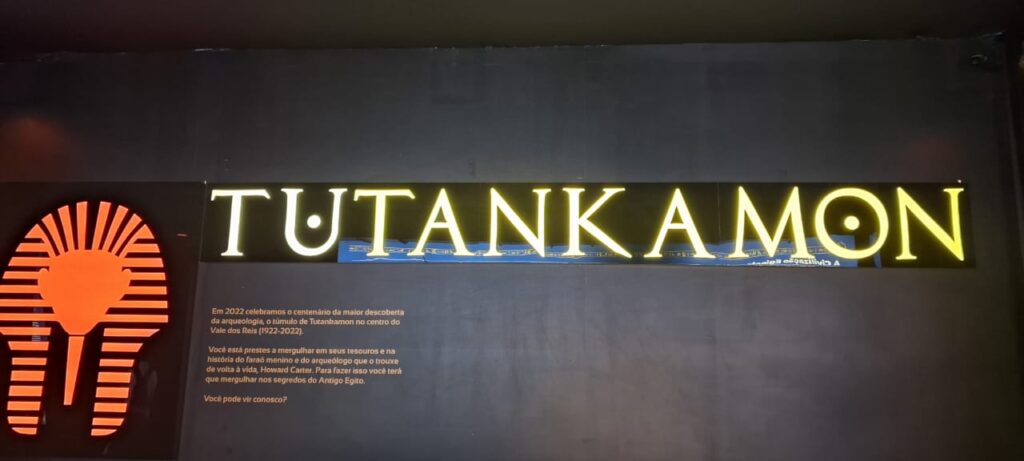 TUTANKAMON
A Civilização
Em 2022 celebramos o centenário da maior descoberta
da arqueologia, o túmulo de Tutankamon no centro do
Vale dos Reis (1922-2022).
Você está prestes a mergulhar em seus tesouros e na
história do faraó menino e do arqueólogo que o trouxe
de volta à vida, Howard Carter. Para fazer isso você terá
que mergulhar nos segredos do Antigo Egito.
Você pode vir conosco?